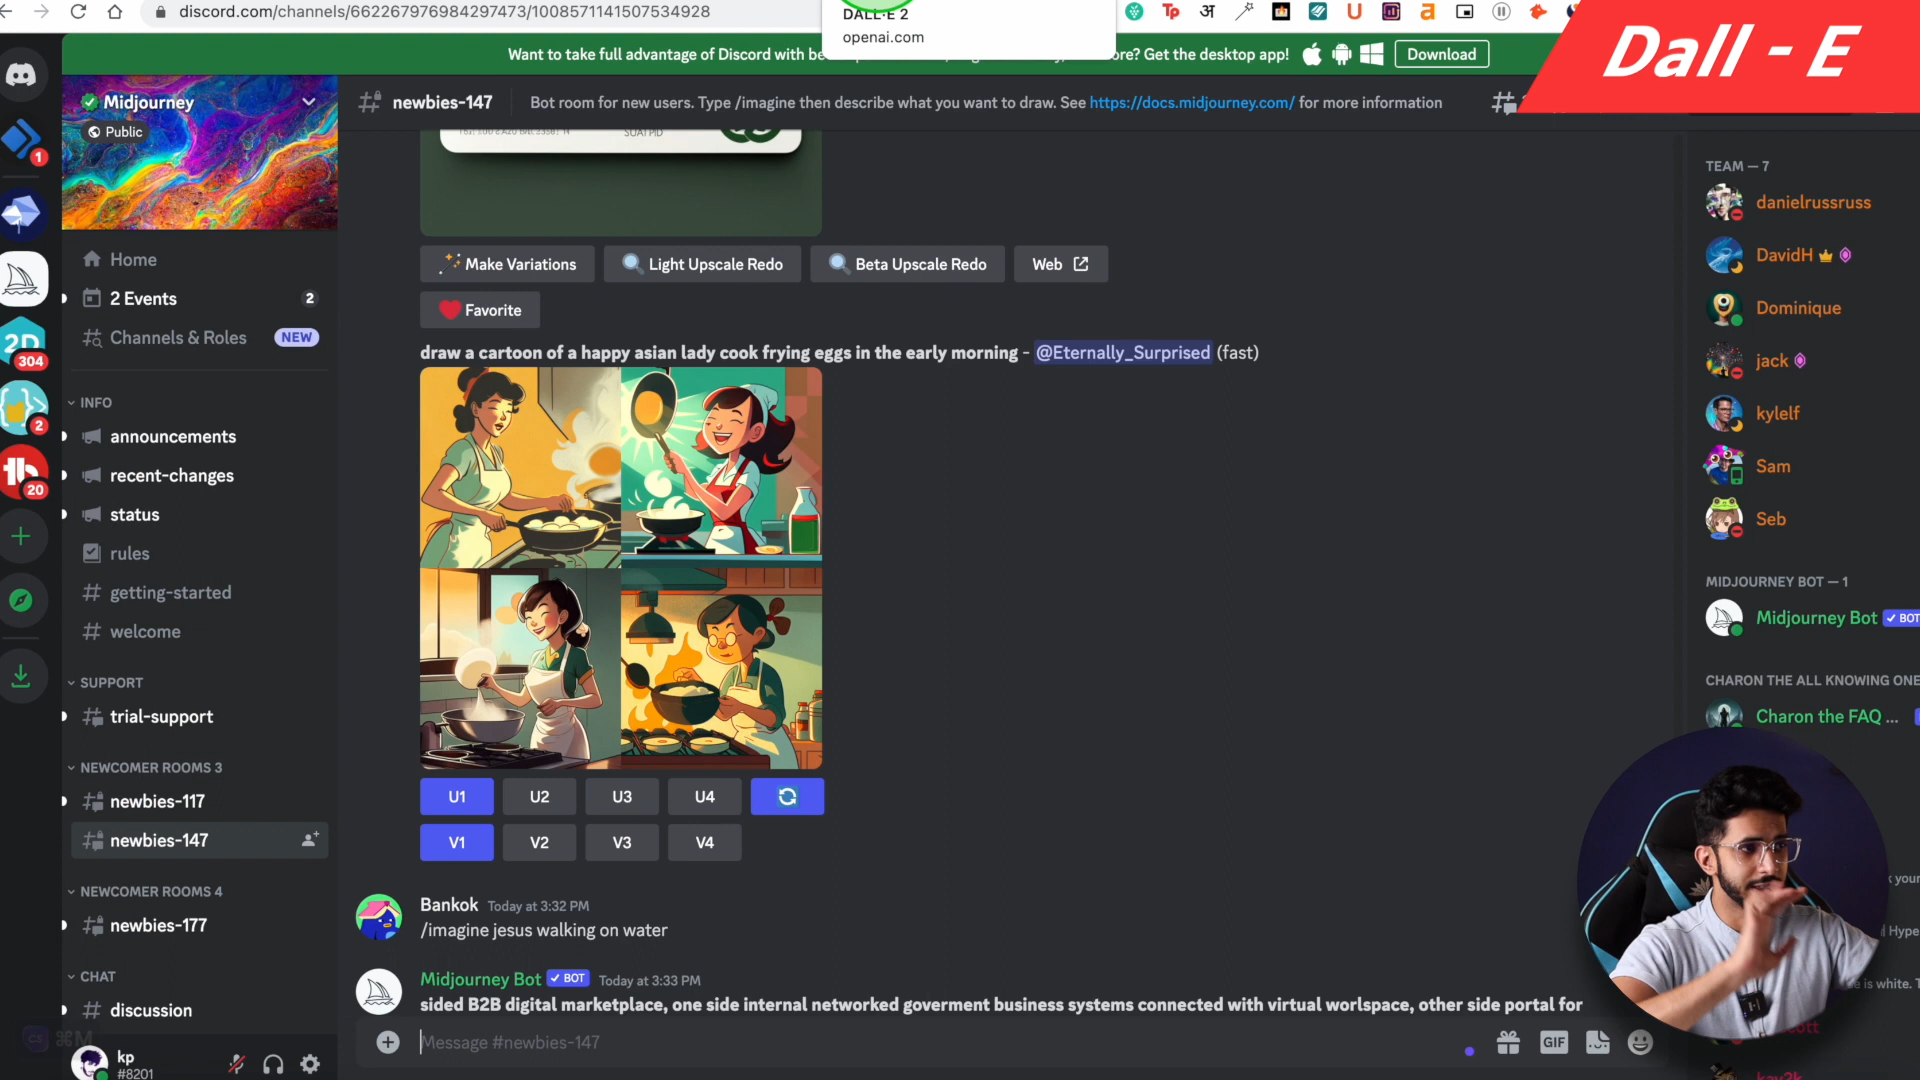 discord.com/channels/662267976984297473/1008571141507534928
DALL·E 2
openai.com
Dall - E
Want to take full advantage of Discord with be
ore? Get the desktop app!
Download
Midjourney
Public
newbies-147
Bot room for new users. Type /imagine then describe what you want to draw. See https://docs.midjourney.com/ for more information
1
304
2
20
Home
2 Events
2
Channels & Roles
NEW
INFO
announcements
recent-changes
status
rules
getting-started
welcome
SUPPORT
trial-support
NEWCOMER ROOMS 3
newbies-117
newbies-147
NEWCOMER ROOMS 4
newbies-177
CHAT
discussion
kp
#8201
Make Variations
Light Upscale Redo
Beta Upscale Redo
Web
Favorite
draw a cartoon of a happy asian lady cook frying eggs in the early morning - @Eternally_Surprised (fast)
U1
U2
U3
U4
V1
V2
V3
V4
Bankok Today at 3:32 PM
/imagine jesus walking on water
Midjourney Bot BOT Today at 3:33 PM
sided B2B digital marketplace, one side internal networked goverment business systems connected with virtual worlspace, other side portal for
Message #newbies-147
GIF
TEAM — 7
danielrussruss
DavidH
Dominique
jack
kylelf
Sam
Seb
MIDJOURNEY BOT — 1
Midjourney Bot
BOT
CHARON THE ALL KNOWING ONE
Charon the FAQ ...